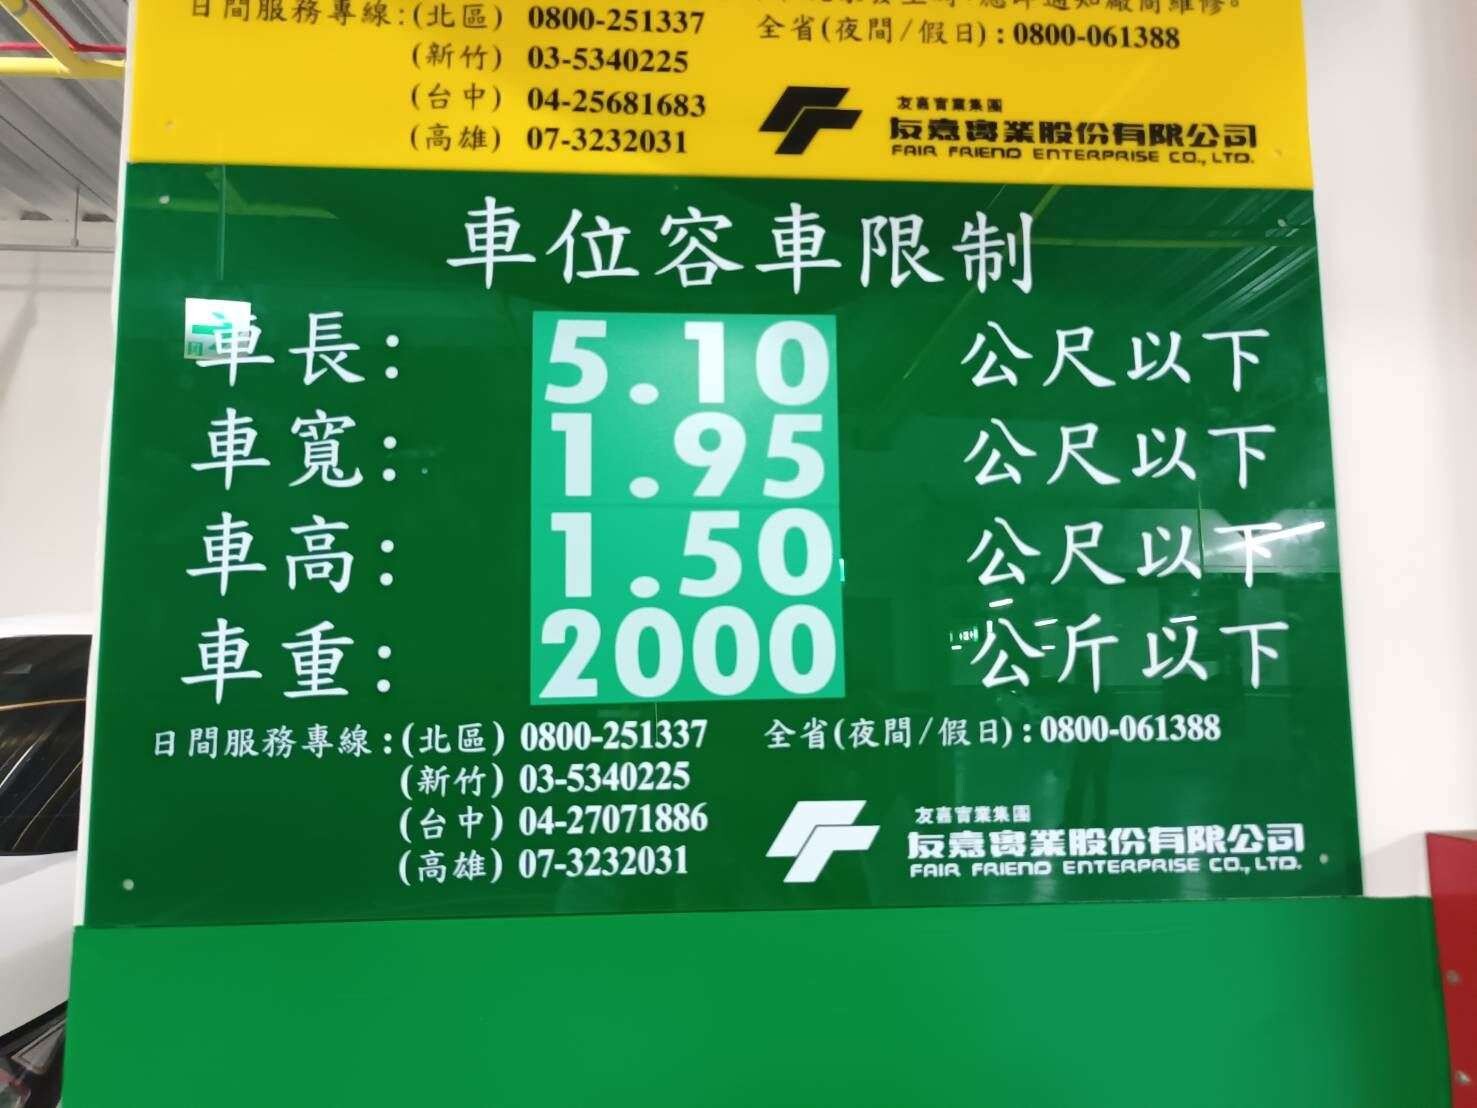 日間服務專線:(北區) 0800-251337
全省(夜間/假日):0800-061388
(新竹) 03-5340225
(台中) 04-25681683
(高雄) 07-3232031
友嘉實業集團
友嘉實業股份有限公司
FAIR FRIEND ENTERPRISE CO., LTD.
車位容車限制
車長: 5.10 公尺以下
車寬: 1.95 公尺以下
車高: 1.50 公尺以下
車重: 2000 公斤以下
日間服務專線:(北區) 0800-251337 全省(夜間/假日):0800-061388
(新竹) 03-5340225
(台中) 04-27071886
(高雄) 07-3232031
友嘉實業集團
友嘉實業股份有限公司
FAIR FRIEND ENTERPRISE CO., LTD.